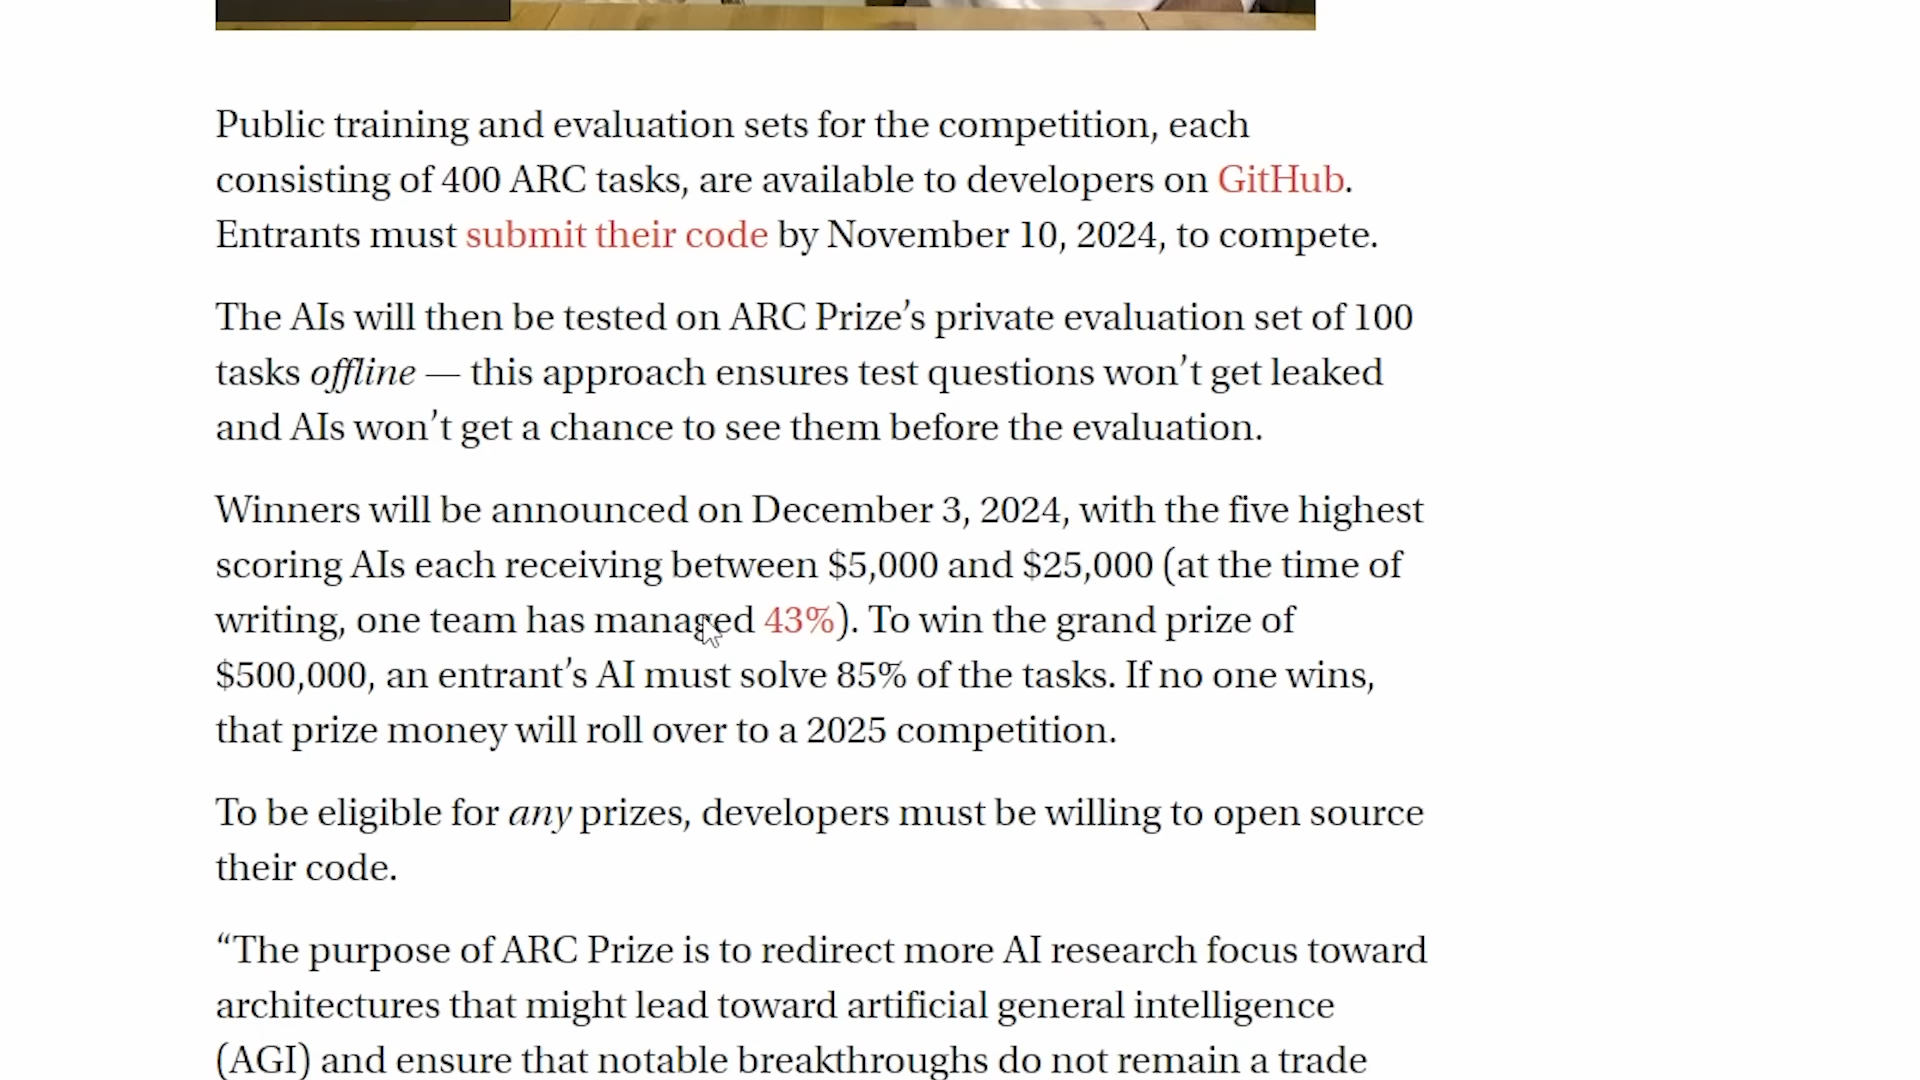 Public training and evaluation sets for the competition, each
consisting of 400 ARC tasks, are available to developers on GitHub.
Entrants must submit their code by November 10, 2024, to compete.
The AIs will then be tested on ARC Prize’s private evaluation set of 100
tasks offline — this approach ensures test questions won’t get leaked
and AIs won’t get a chance to see them before the evaluation.
Winners will be announced on December 3, 2024, with the five highest
scoring AIs each receiving between $5,000 and $25,000 (at the time of
writing, one team has managed 43%). To win the grand prize of
$500,000, an entrant’s AI must solve 85% of the tasks. If no one wins,
that prize money will roll over to a 2025 competition.
To be eligible for any prizes, developers must be willing to open source
their code.
“The purpose of ARC Prize is to redirect more AI research focus toward
architectures that might lead toward artificial general intelligence
(AGI) and ensure that notable breakthroughs do not remain a trade